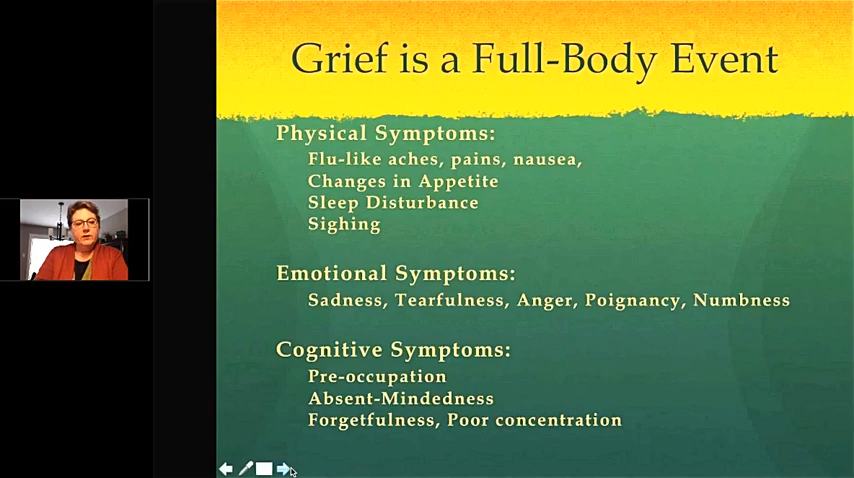 Grief is a Full-Body Event
Physical Symptoms:
Flu-like aches, pains, nausea,
Changes in Appetite
Sleep Disturbance
Sighing
Emotional Symptoms:
Sadness, Tearfulness, Anger, Poignancy, Numbness
Cognitive Symptoms:
Pre-occupation
Absent-Mindedness
Forgetfulness, Poor concentration